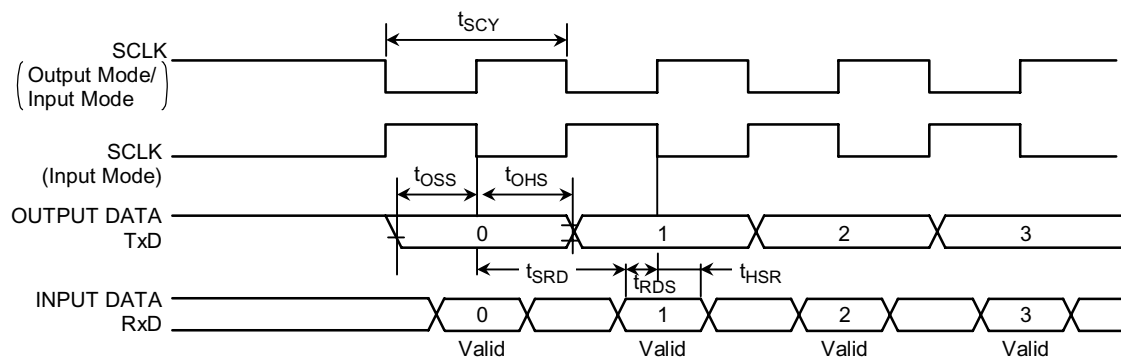 tSCY
SCLK
(Output Mode/
Input Mode)
SCLK
(Input Mode)
tOSS tOHS
OUTPUT DATA
TxD
0 1 2 3
tSRD tRDS tHSR
INPUT DATA
RxD
0 1 2 3
Valid Valid Valid Valid